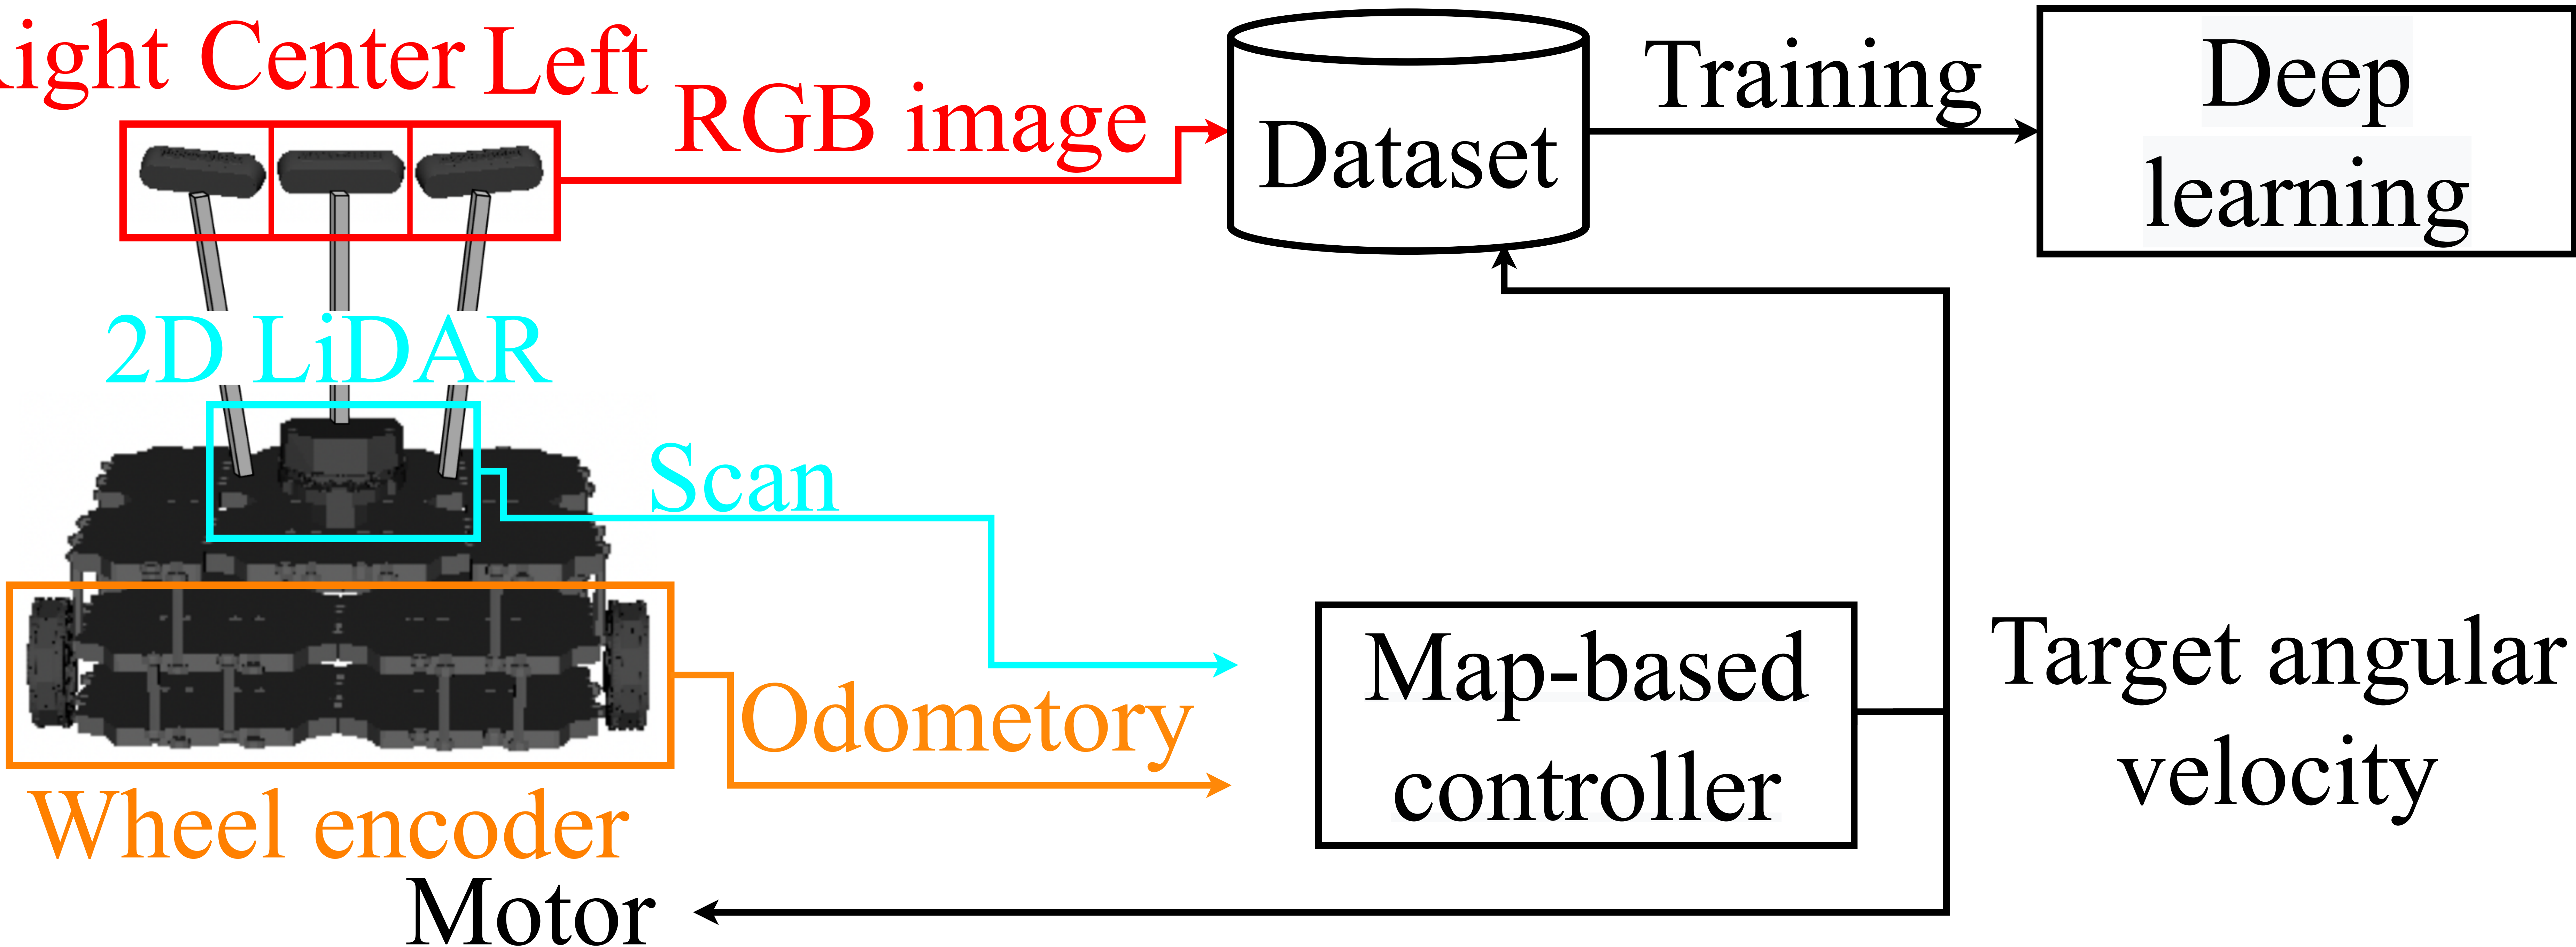 ight Center Left
RGB image
Dataset
Training
Deep
learning
2D LiDAR
Scan
Odometory
Wheel encoder
Map-based
controller
Target angular
velocity
Motor